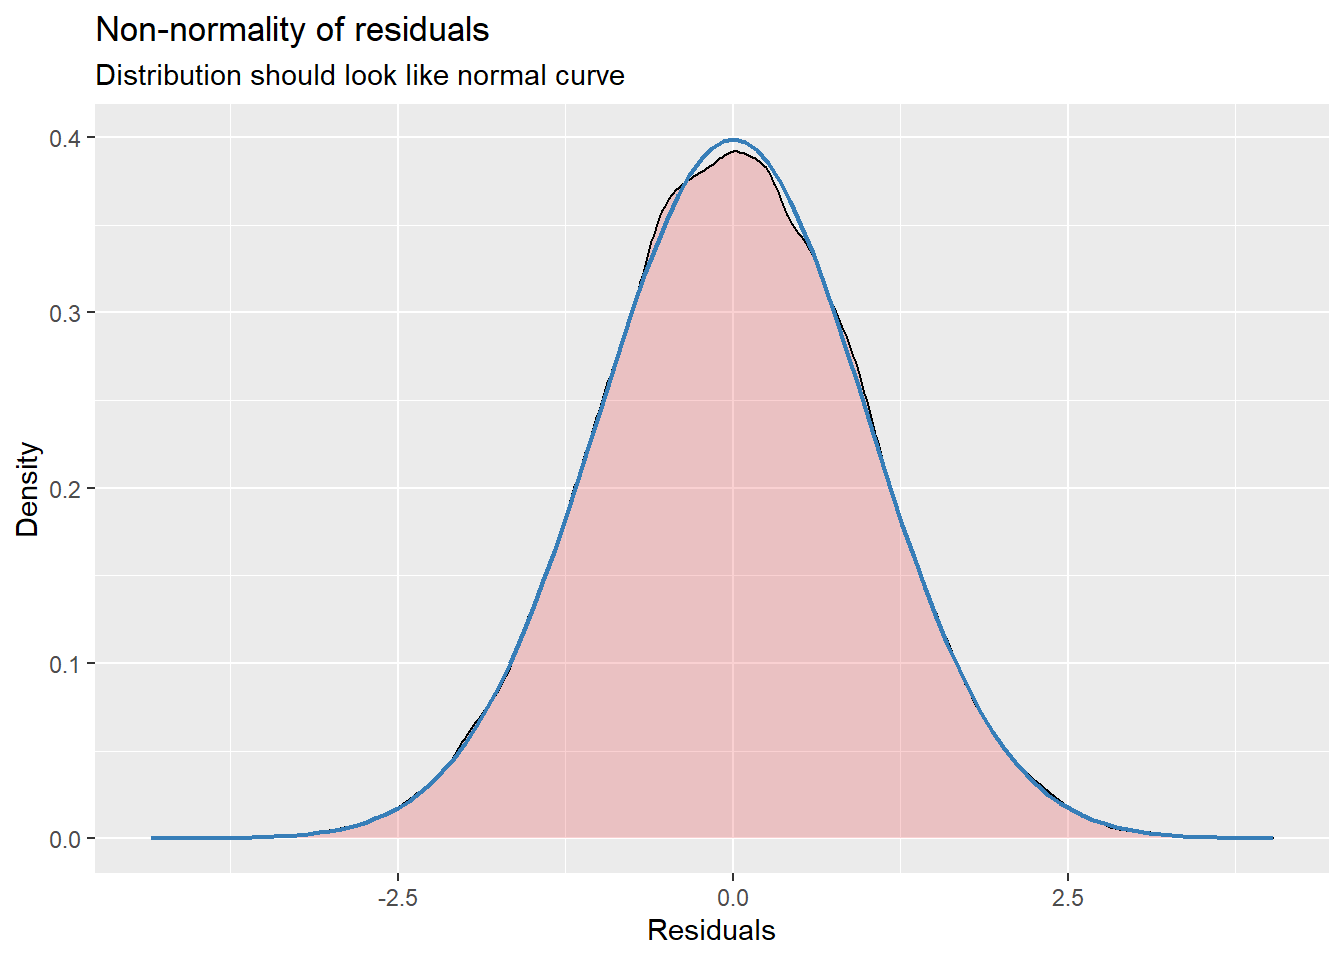 Non-normality of residuals
Distribution should look like normal curve
0.4
0.3
0.2
0.1
0.0
Density
-2.5 0.0 2.5
Residuals